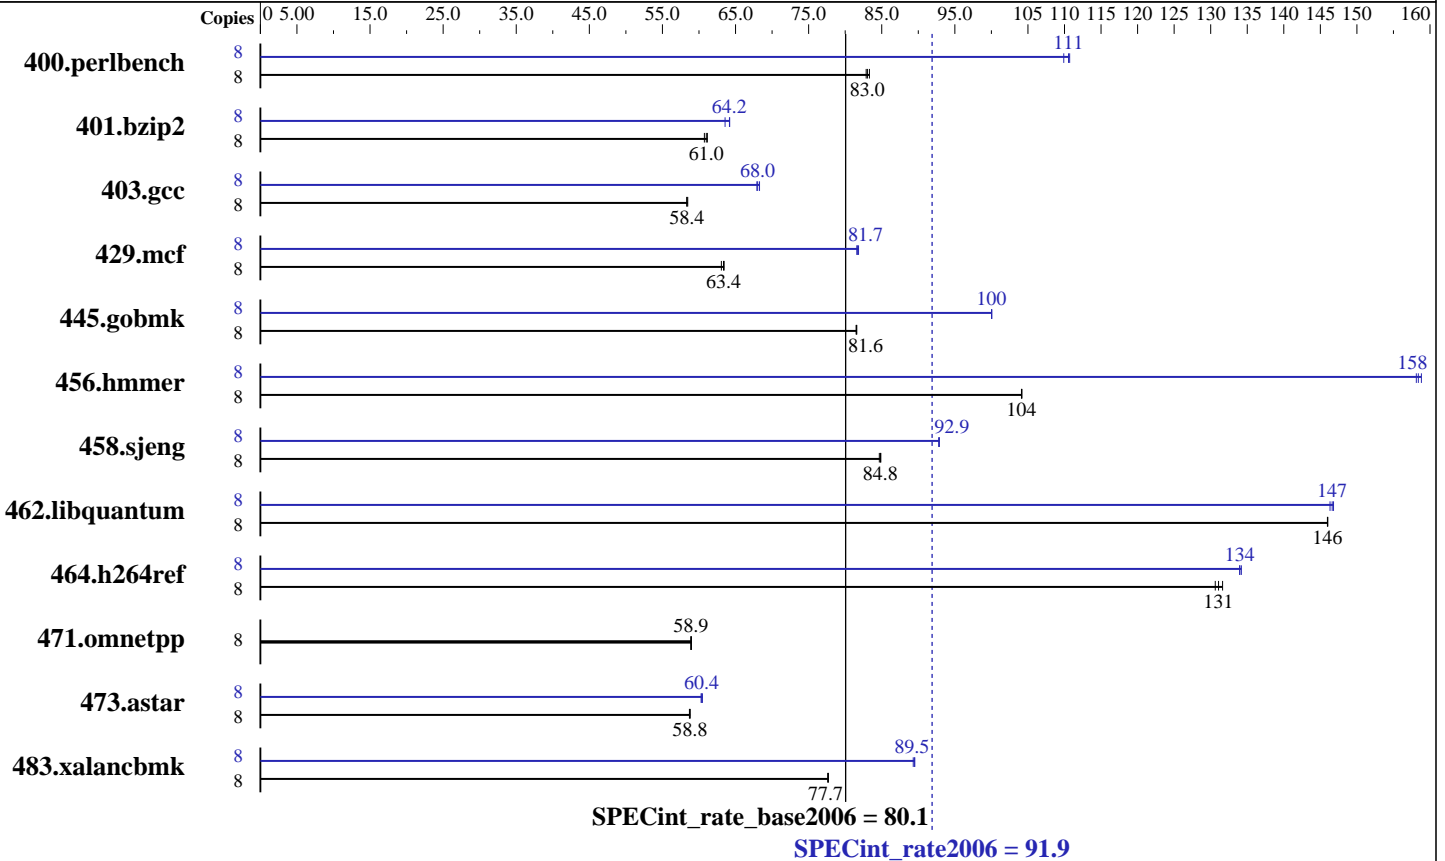 Copies 0 5.00 15.0 25.0 35.0 45.0 55.0 65.0 75.0 85.0 95.0 105 110 115 120 125 130 135 140 145 150 160
400.perlbench 8 111
8 83.0
401.bzip2 8 64.2
8 61.0
403.gcc 8 68.0
8 58.4
429.mcf 8 81.7
8 63.4
445.gobmk 8 100
8 81.6
456.hmmer 8 158
8 104
458.sjeng 8 92.9
8 84.8
462.libquantum 8 147
8 146
464.h264ref 8 134
8 131
471.omnetpp 8 58.9
473.astar 8 60.4
8 58.8
483.xalancbmk 8 89.5
8 77.7
SPECint_rate_base2006 = 80.1
SPECint_rate2006 = 91.9